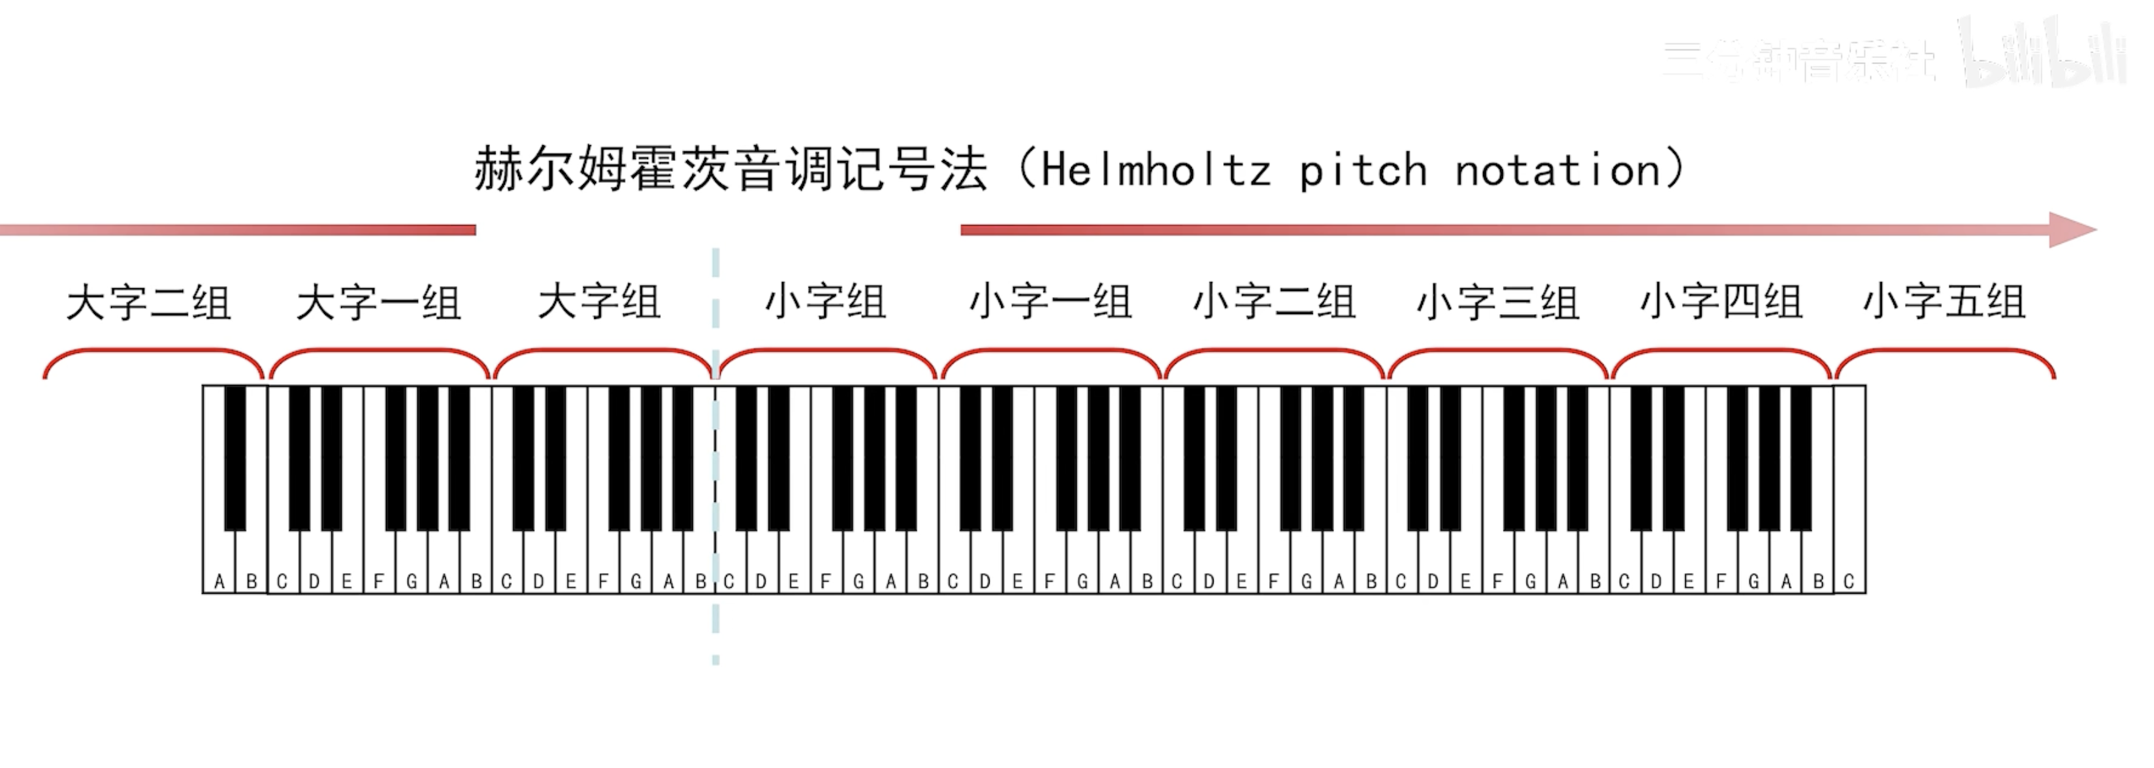 三分钟音乐社 bilibili
赫尔姆霍茨音调记号法（Helmholtz pitch notation）
大字二组 大字一组 大字组 小字组 小字一组 小字二组 小字三组 小字四组 小字五组
A B C D E F G A B C D E F G A B C D E F G A B C D E F G A B C D E F G A B C D E F G A B C D E F G A B C